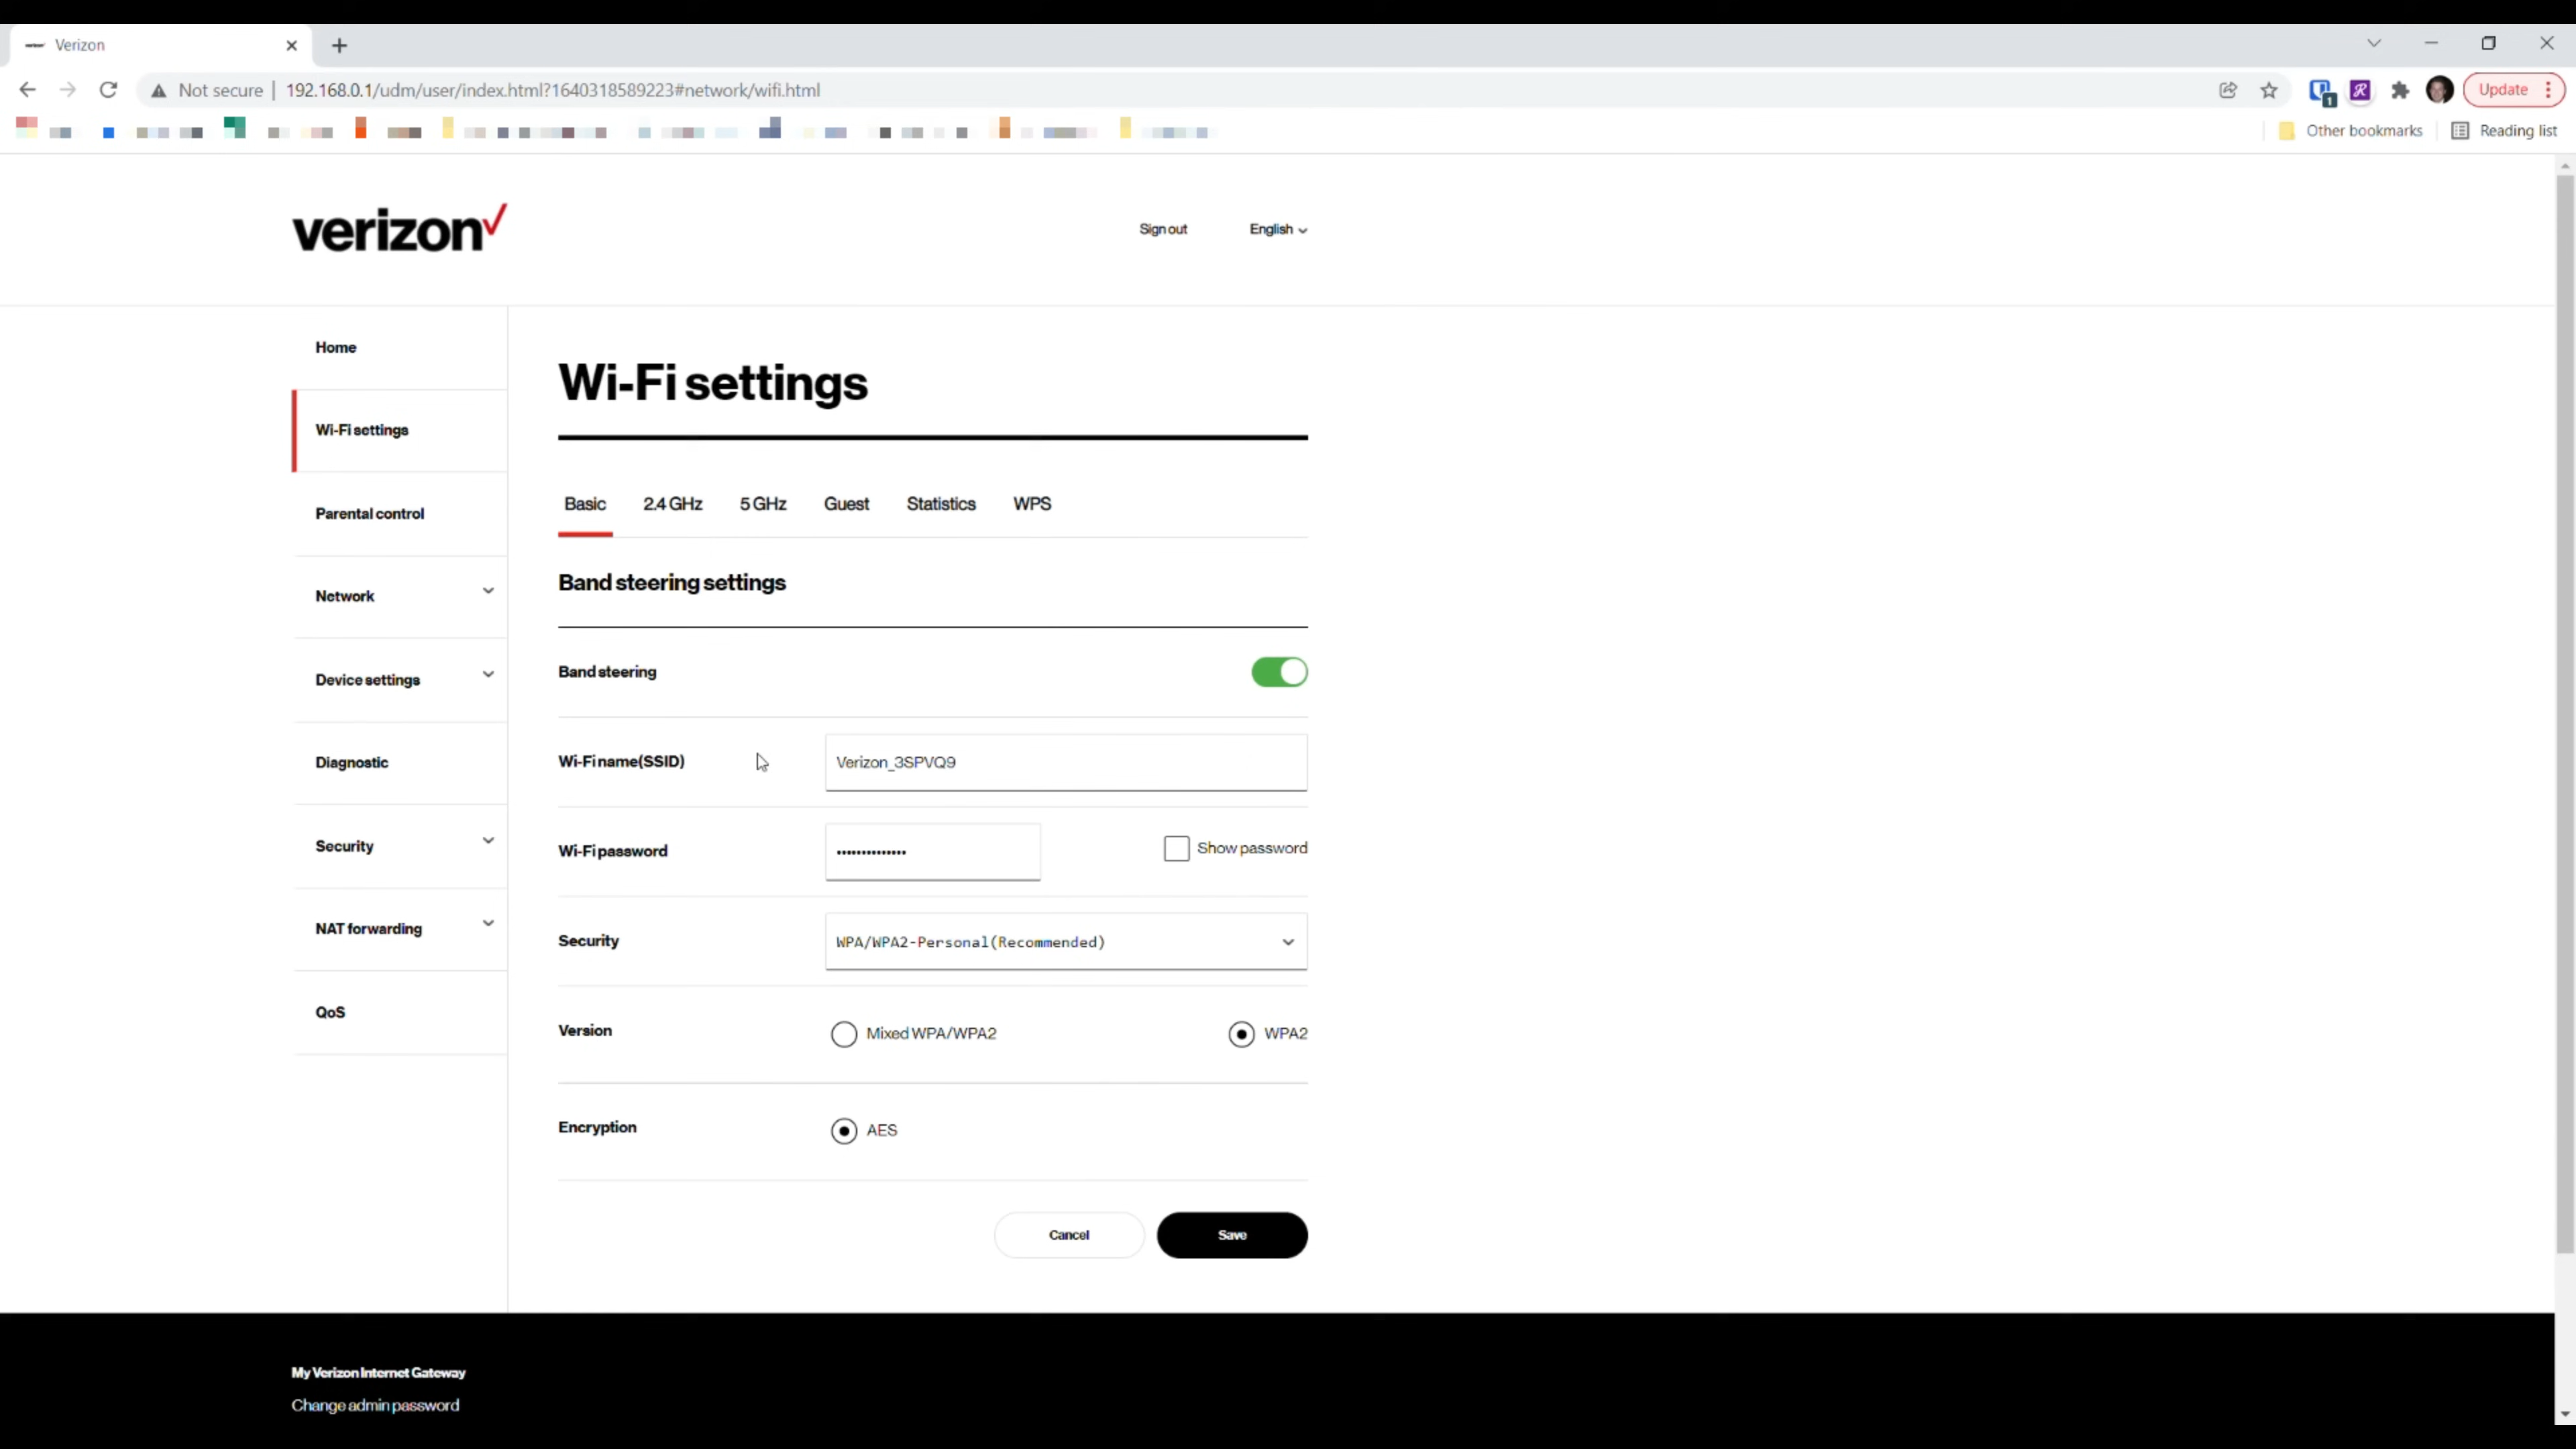 Verizon
Not secure | 192.168.0.1/udm/user/index.html?1640318589223#network/wifi.html
Update
1
Other bookmarks
Reading list
verizon
Sign out
English
Home
Wi-Fi settings
Parental control
Network
Device settings
Diagnostic
Security
NAT forwarding
QoS
Wi-Fi settings
Basic 2.4 GHz 5 GHz Guest Statistics WPS
Band steering settings
Band steering
Wi-Fi name(SSID) Verizon_3SPVQ9
Wi-Fi password •••••••••••••• Show password
Security WPA/WPA2-Personal(Recommended)
Version Mixed WPA/WPA2 WPA2
Encryption AES
Cancel Save
My Verizon Internet Gateway
Change admin password